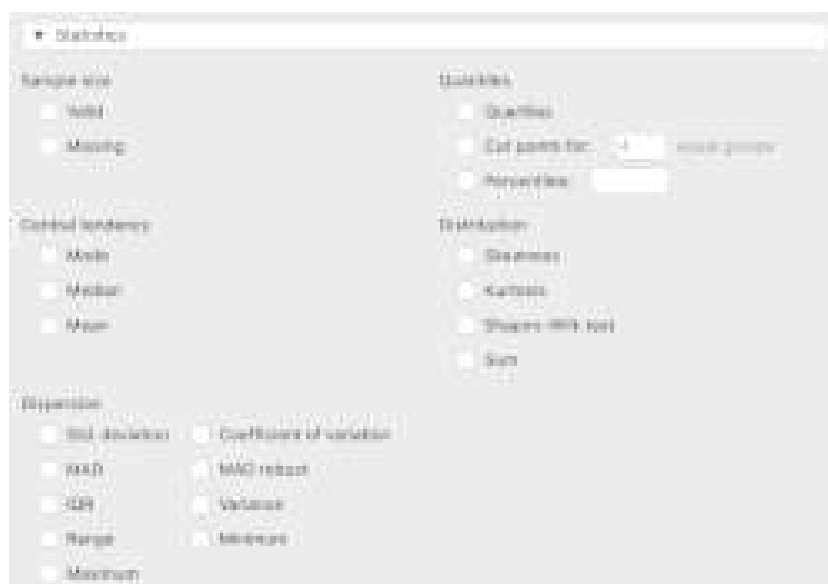 Statistics
Sample size
Valid
Missing
Quantiles
Quartiles
Cut points for: 4 equal groups
Percentiles:
Central tendency
Mode
Median
Mean
Distribution
Skewness
Kurtosis
Shapiro-Wilk test
Sum
Dispersion
Std. deviation
Coefficient of variation
MAD
MAD robust
IQR
Variance
Range
Minimum
Maximum